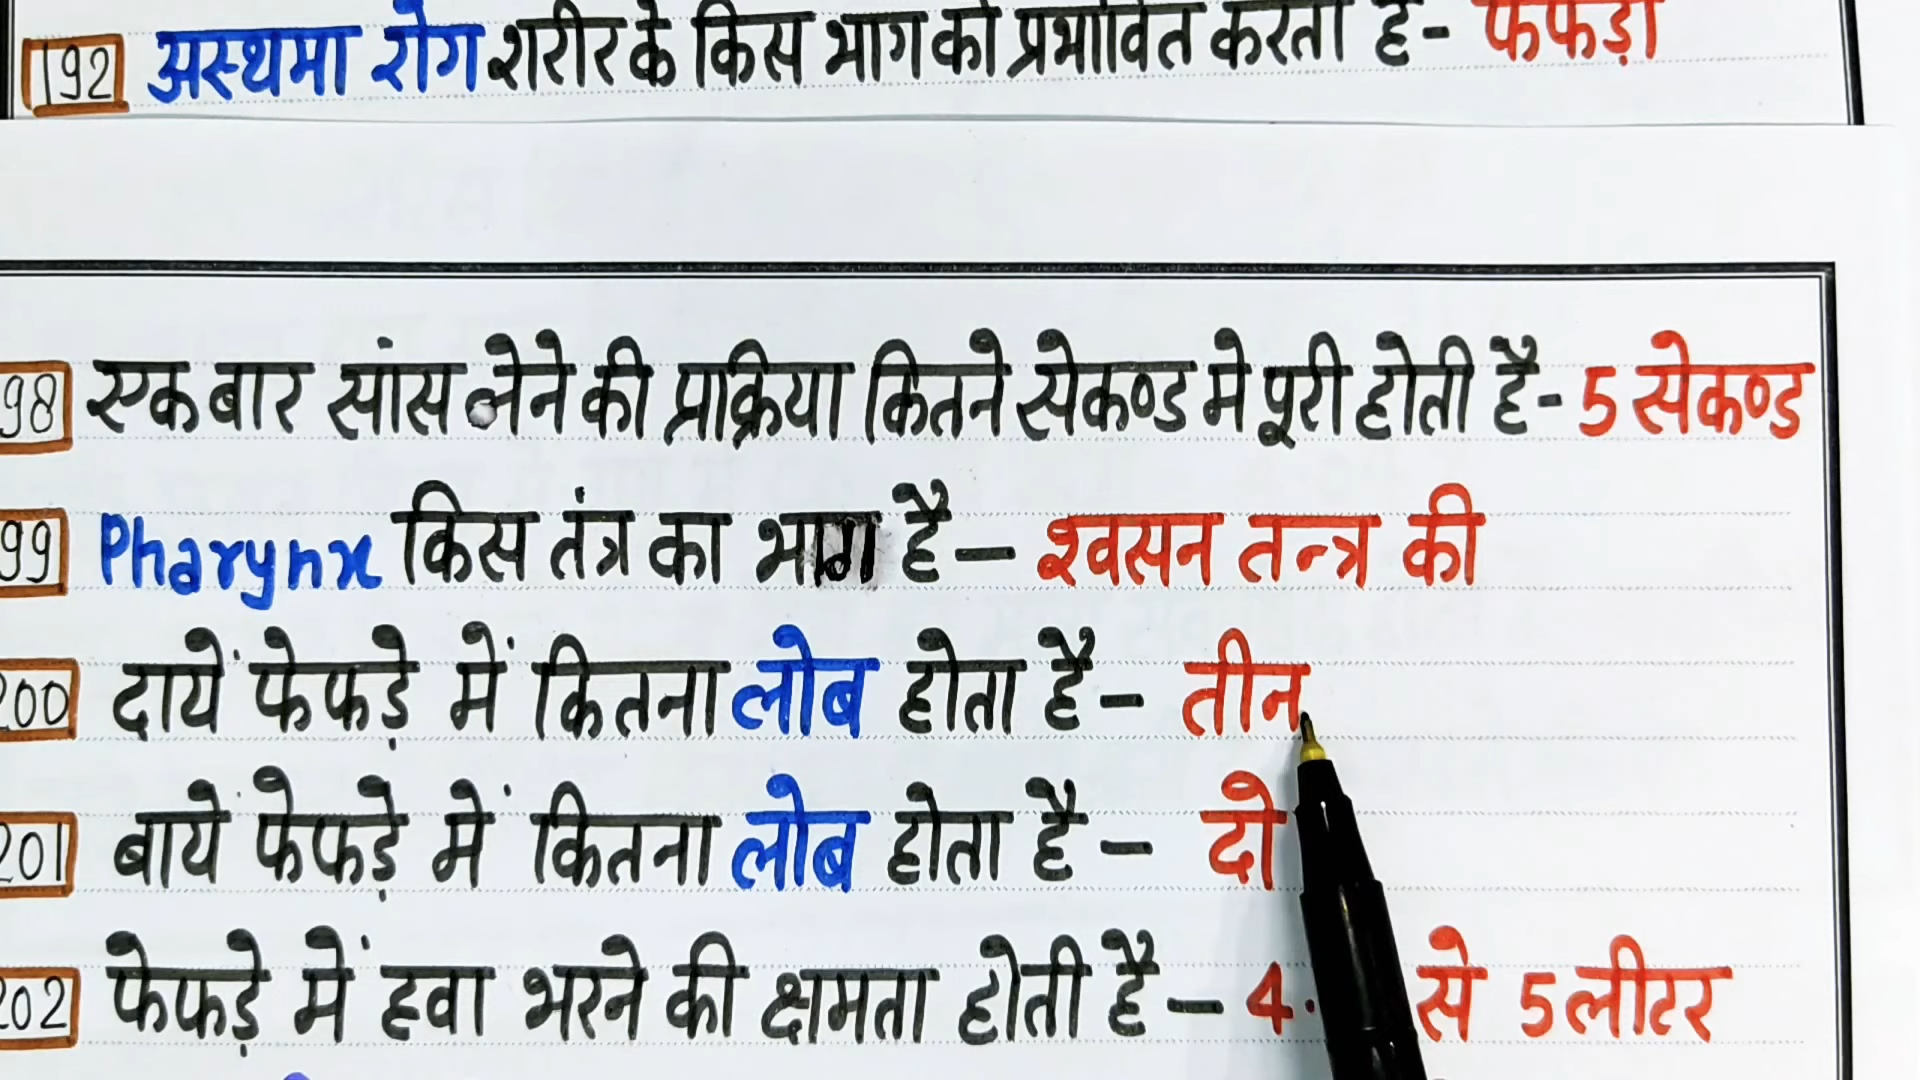 192 अस्थमा रोग शरीर के किस भाग को प्रभावित करता है- फेफड़ा
98 एक बार सांस लेने की प्रक्रिया कितने सेकण्ड मे पूरी होती है- 5 सेकण्ड
99 Pharynx किस तंत्र का भाग है— श्वसन तन्त्र की
200 दायें फेफड़े में कितना लोब होता है— तीन
201 बायें फेफड़े में कितना लोब होता है— दो
202 फेफड़े में हवा भरने की क्षमता होती है— 4. से 5 लीटर